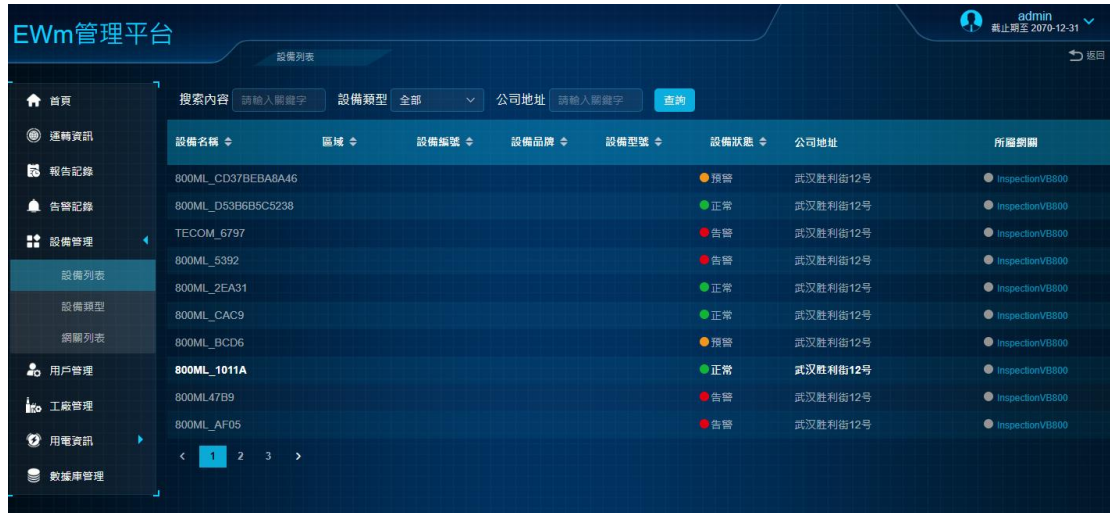 EWm管理平台
admin
截止期至 2070-12-31
設備列表
返回
首頁
運轉資訊
報告記錄
告警記錄
設備管理
設備列表
設備類型
網關列表
用戶管理
工廠管理
用電資訊
數據庫管理
搜索內容 請輸入關鍵字 設備類型 全部 公司地址 請輸入關鍵字 查詢
設備名稱 區域 設備編號 設備品牌 設備型號 設備狀態 公司地址 所屬網關
800ML_CD37BEBA8A46 預警 武汉胜利街12号 InspectionVB800
800ML_D53B6B5C5238 正常 武汉胜利街12号 InspectionVB800
TECOM_6797 告警 武汉胜利街12号 InspectionVB800
800ML_5392 告警 武汉胜利街12号 InspectionVB800
800ML_2EA31 正常 武汉胜利街12号 InspectionVB800
800ML_CAC9 正常 武汉胜利街12号 InspectionVB800
800ML_BCD6 預警 武汉胜利街12号 InspectionVB800
800ML_1011A 正常 武汉胜利街12号 InspectionVB800
800ML47B9 告警 武汉胜利街12号 InspectionVB800
800ML_AF05 告警 武汉胜利街12号 InspectionVB800
1 2 3